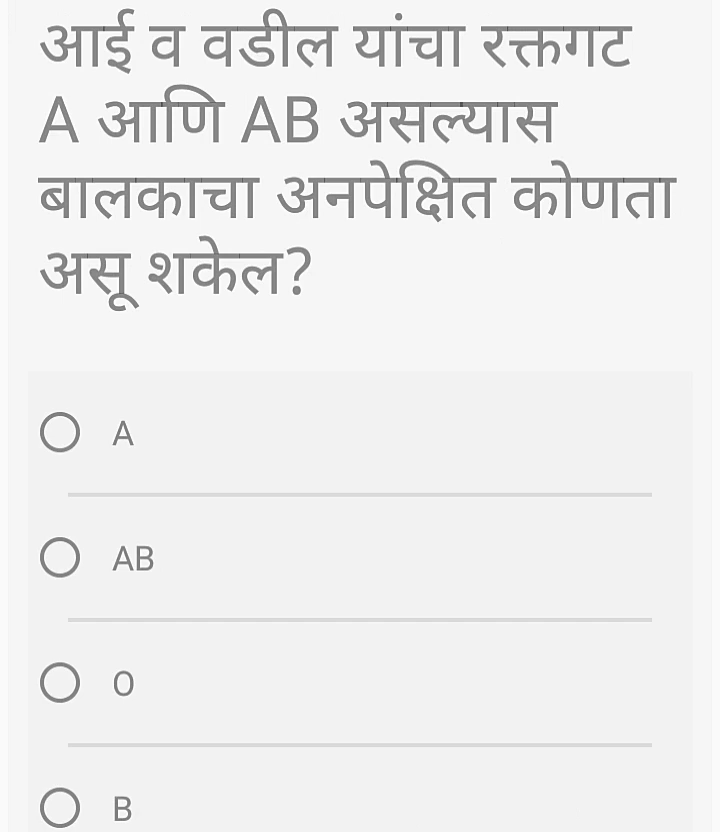 आई व वडील यांचा रक्तगट
A आणि AB असल्यास
बालकाचा अनपेक्षित कोणता
असू शकेल?
A
AB
O
B